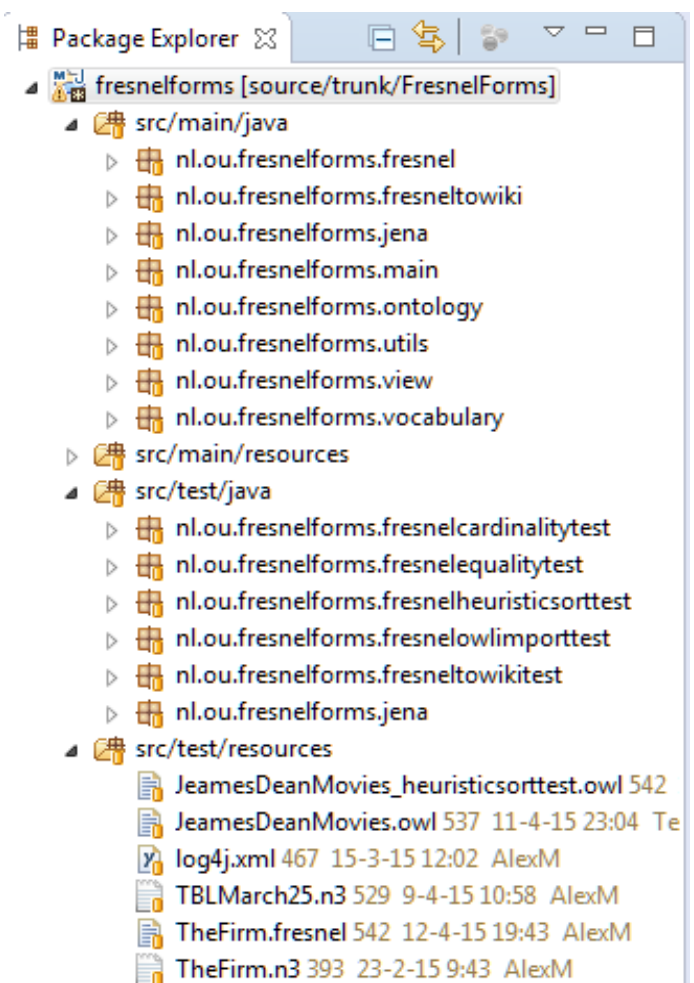 Package Explorer
fresnelforms [source/trunk/FresnelForms]
src/main/java
nl.ou.fresnelforms.fresnel
nl.ou.fresnelforms.fresneltowiki
nl.ou.fresnelforms.jena
nl.ou.fresnelforms.main
nl.ou.fresnelforms.ontology
nl.ou.fresnelforms.utils
nl.ou.fresnelforms.view
nl.ou.fresnelforms.vocabulary
src/main/resources
src/test/java
nl.ou.fresnelforms.fresnelcardinalitytest
nl.ou.fresnelforms.fresnelequalitytest
nl.ou.fresnelforms.fresnelheuristicsorttest
nl.ou.fresnelforms.fresnelowlimporttest
nl.ou.fresnelforms.fresneltowikitest
nl.ou.fresnelforms.jena
src/test/resources
JeamesDeanMovies_heuristicsorttest.owl 542
JeamesDeanMovies.owl 537 11-4-15 23:04 Te
log4j.xml 467 15-3-15 12:02 AlexM
TBLMarch25.n3 529 9-4-15 10:58 AlexM
TheFirm.fresnel 542 12-4-15 19:43 AlexM
TheFirm.n3 393 23-2-15 9:43 AlexM